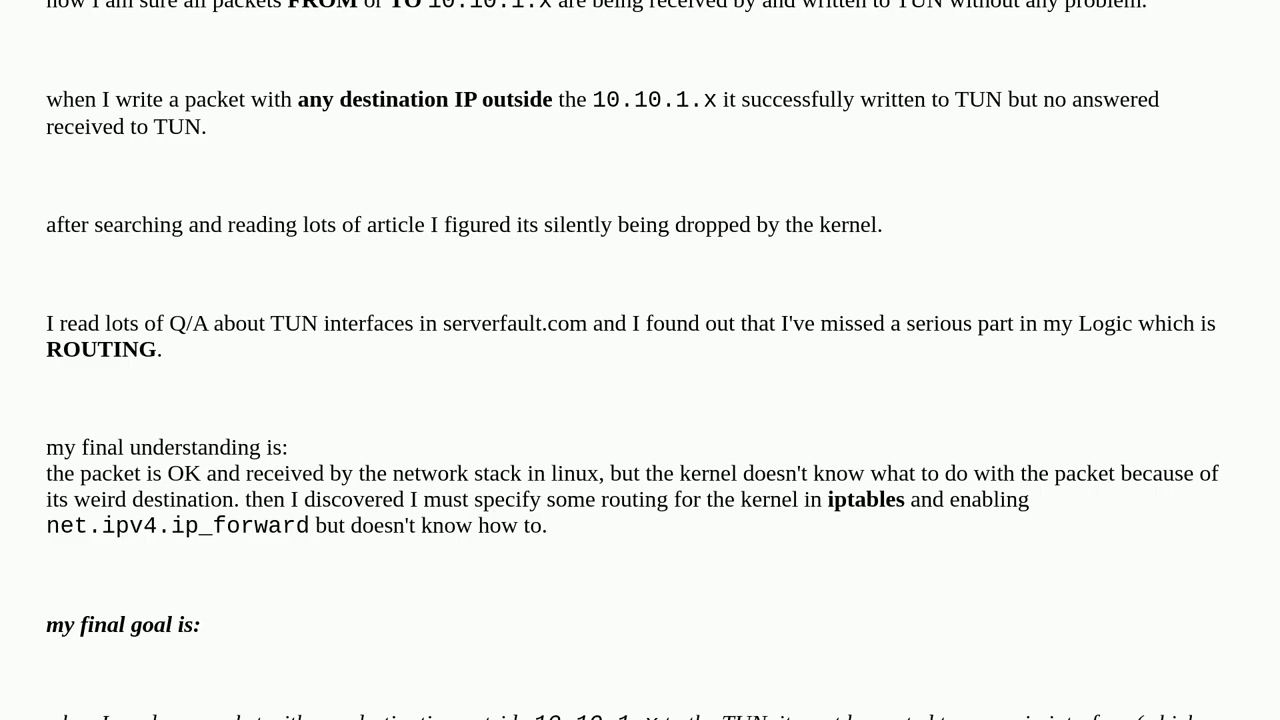 now I am sure all packets FROM or TO 10.10.1.x are being received by and written to TUN without any problem.
when I write a packet with any destination IP outside the 10.10.1.x it successfully written to TUN but no answered
received to TUN.
after searching and reading lots of article I figured its silently being dropped by the kernel.
I read lots of Q/A about TUN interfaces in serverfault.com and I found out that I've missed a serious part in my Logic which is
ROUTING.
my final understanding is:
the packet is OK and received by the network stack in linux, but the kernel doesn't know what to do with the packet because of
its weird destination. then I discovered I must specify some routing for the kernel in iptables and enabling
net.ipv4.ip_forward but doesn't know how to.
my final goal is: